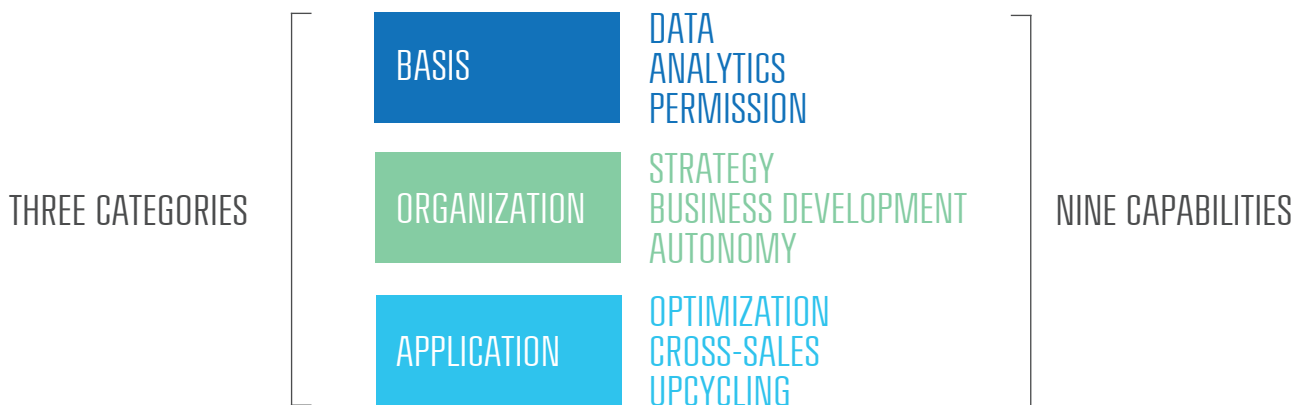 THREE CATEGORIES
BASIS
DATA
ANALYTICS
PERMISSION
ORGANIZATION
STRATEGY
BUSINESS DEVELOPMENT
AUTONOMY
APPLICATION
OPTIMIZATION
CROSS-SALES
UPCYCLING
NINE CAPABILITIES